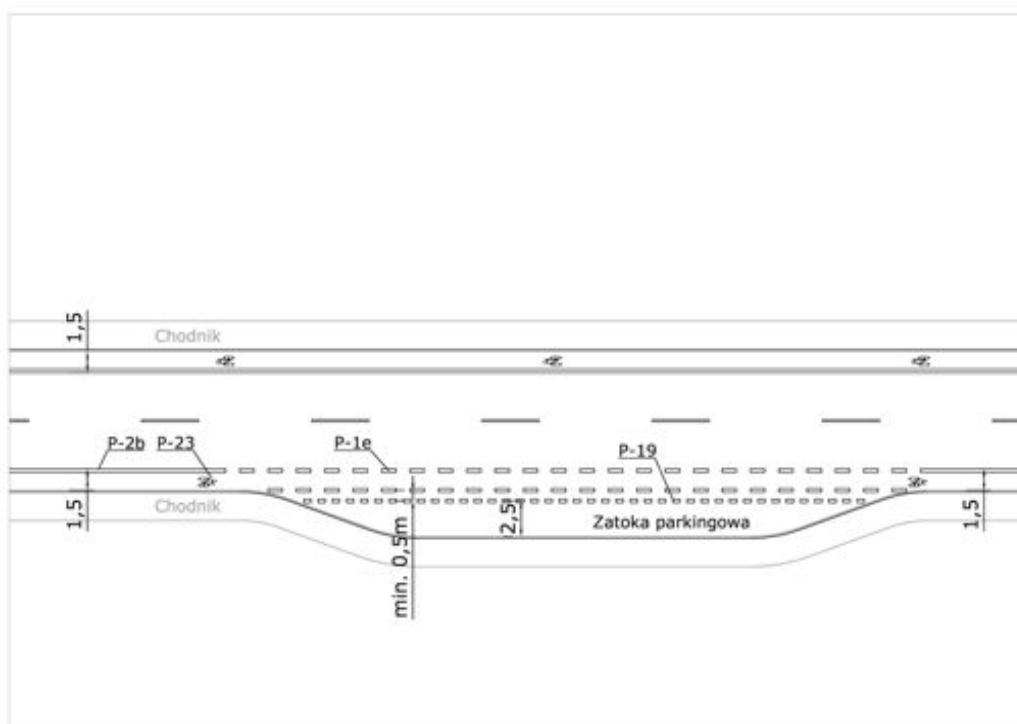 1,5
Chodnik
P-2b P-23
P-1e
P-19
1,5
Chodnik
min. 0,5m
2,5
Zatoka parkingowa
1,5